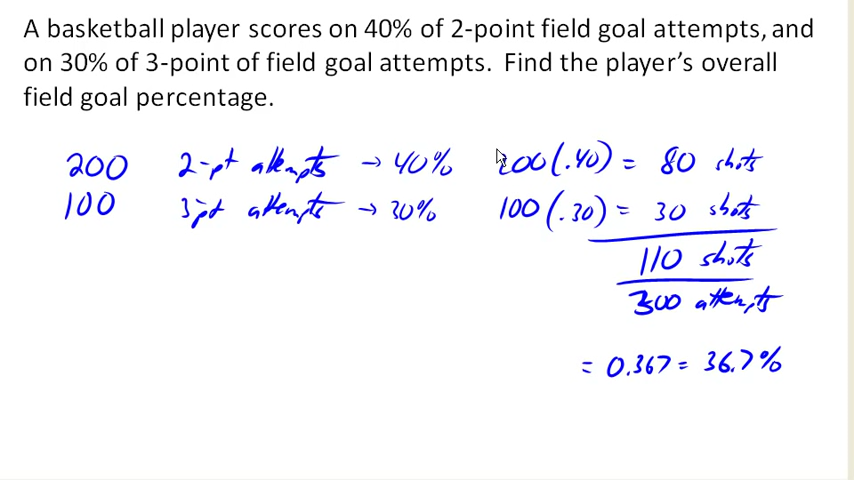 A basketball player scores on 40% of 2-point field goal attempts, and
on 30% of 3-point of field goal attempts. Find the player's overall
field goal percentage.
200 2-pt attempts → 40% 200(.40) = 80 shots
100 3pt attempts → 30% 100(.30) = 30 shots
110 shots
300 attempts
= 0.367 = 36.7%